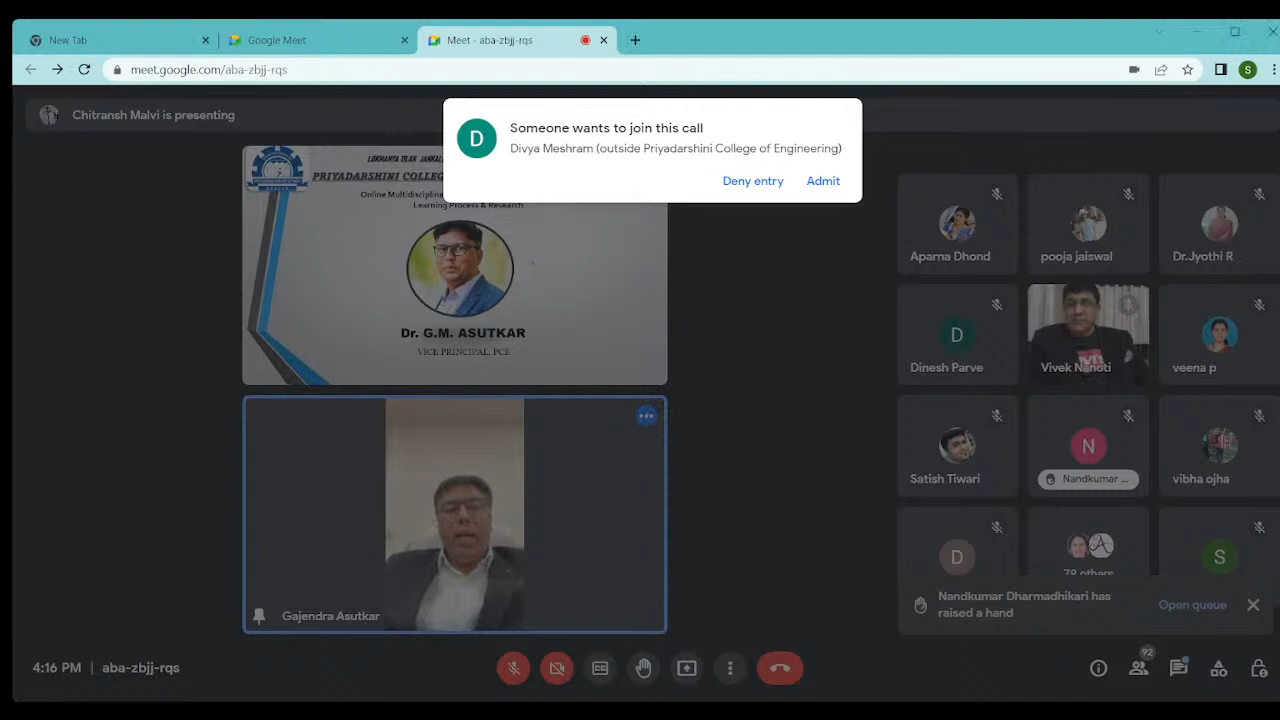 New Tab
Google Meet
Meet - aba-zbjj-rqs
meet.google.com/aba-zbjj-rqs
S
Chitransh Malvi is presenting
D
Someone wants to join this call
Divya Meshram (outside Priyadarshini College of Engineering)
Deny entry
Admit
LOKMANYA TILAK
PRIYADARSHINI
Online
Learning Process & Research
Dr. G.M. ASUTKAR
VICE PRINCIPAL, PCE
Gajendra Asutkar
Aparna Dhond
pooja jaiswal
Dr.Jyothi R
D
Dinesh Parve
Vivek Nanoti
veena p
Satish Tiwari
N
Nandkumar ...
vibha ojha
D
78 others
S
Nandkumar Dharmadhikari has
raised a hand
Open queue
4:16 PM | aba-zbjj-rqs
92